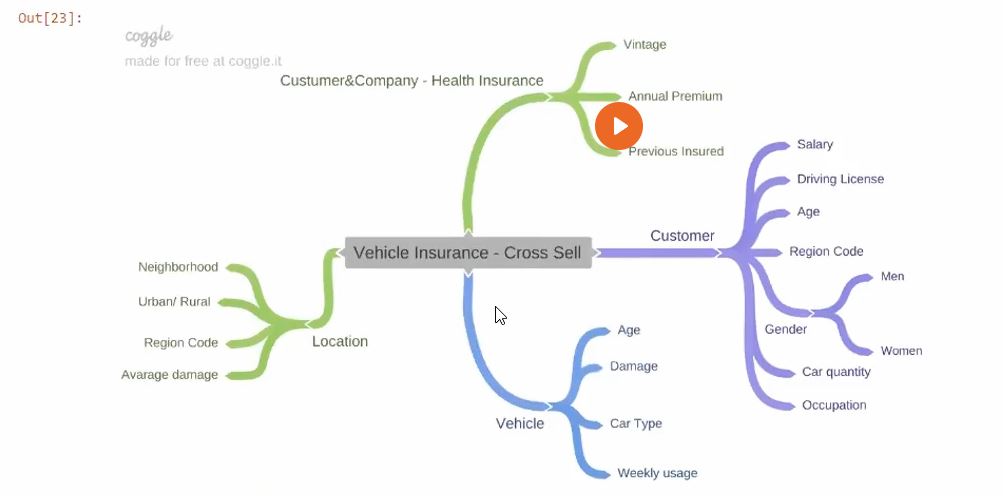 Out[23]:
coggle
made for free at coggle.it
Custumer&Company - Health Insurance
Vintage
Annual Premium
Previous Insured
Vehicle Insurance - Cross Sell
Customer
Salary
Driving License
Age
Region Code
Gender
Men
Women
Car quantity
Occupation
Neighborhood
Urban/ Rural
Region Code
Avarage damage
Location
Vehicle
Age
Damage
Car Type
Weekly usage